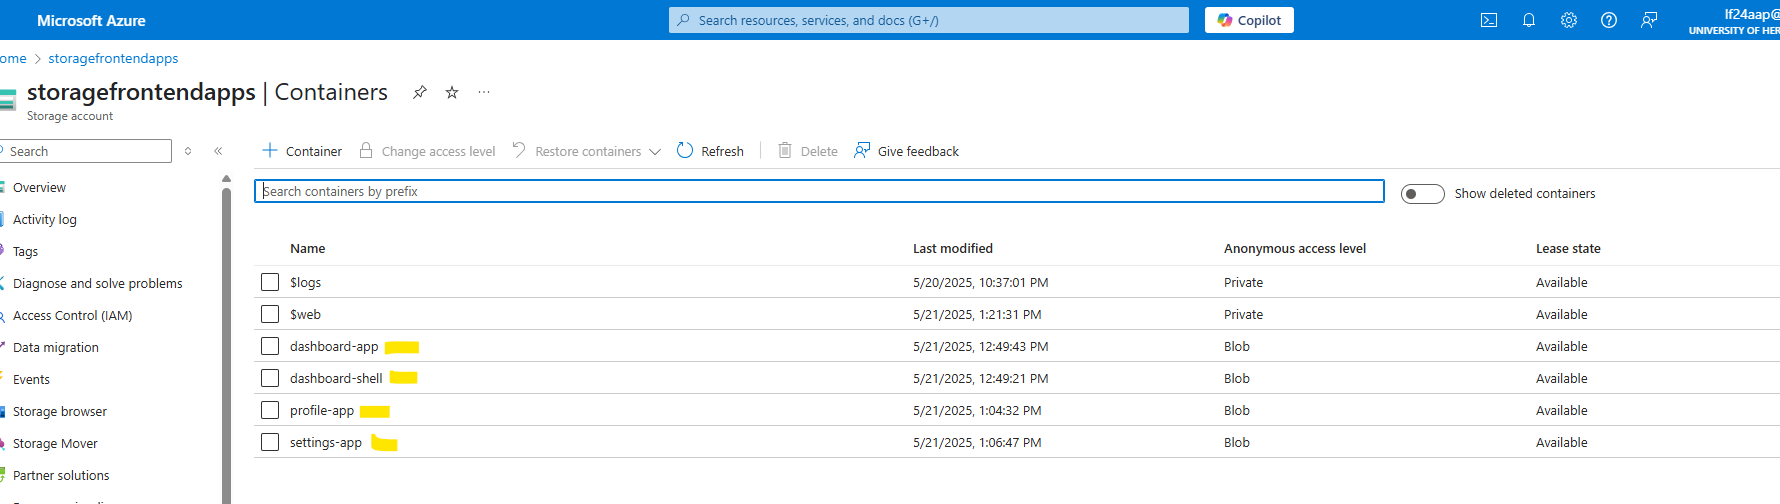 Microsoft Azure
Search resources, services, and docs (G+/)
Copilot
lf24aap@
UNIVERSITY OF HER
ome > storagefrontendapps
storagefrontendapps | Containers
Storage account
Search
Container
Change access level
Restore containers
Refresh
Delete
Give feedback
Search containers by prefix
Show deleted containers
Overview
Activity log
Tags
Diagnose and solve problems
Access Control (IAM)
Data migration
Events
Storage browser
Storage Mover
Partner solutions
Name Last modified Anonymous access level Lease state
$logs 5/20/2025, 10:37:01 PM Private Available
$web 5/21/2025, 1:21:31 PM Private Available
dashboard-app 5/21/2025, 12:49:43 PM Blob Available
dashboard-shell 5/21/2025, 12:49:21 PM Blob Available
profile-app 5/21/2025, 1:04:32 PM Blob Available
settings-app 5/21/2025, 1:06:47 PM Blob Available